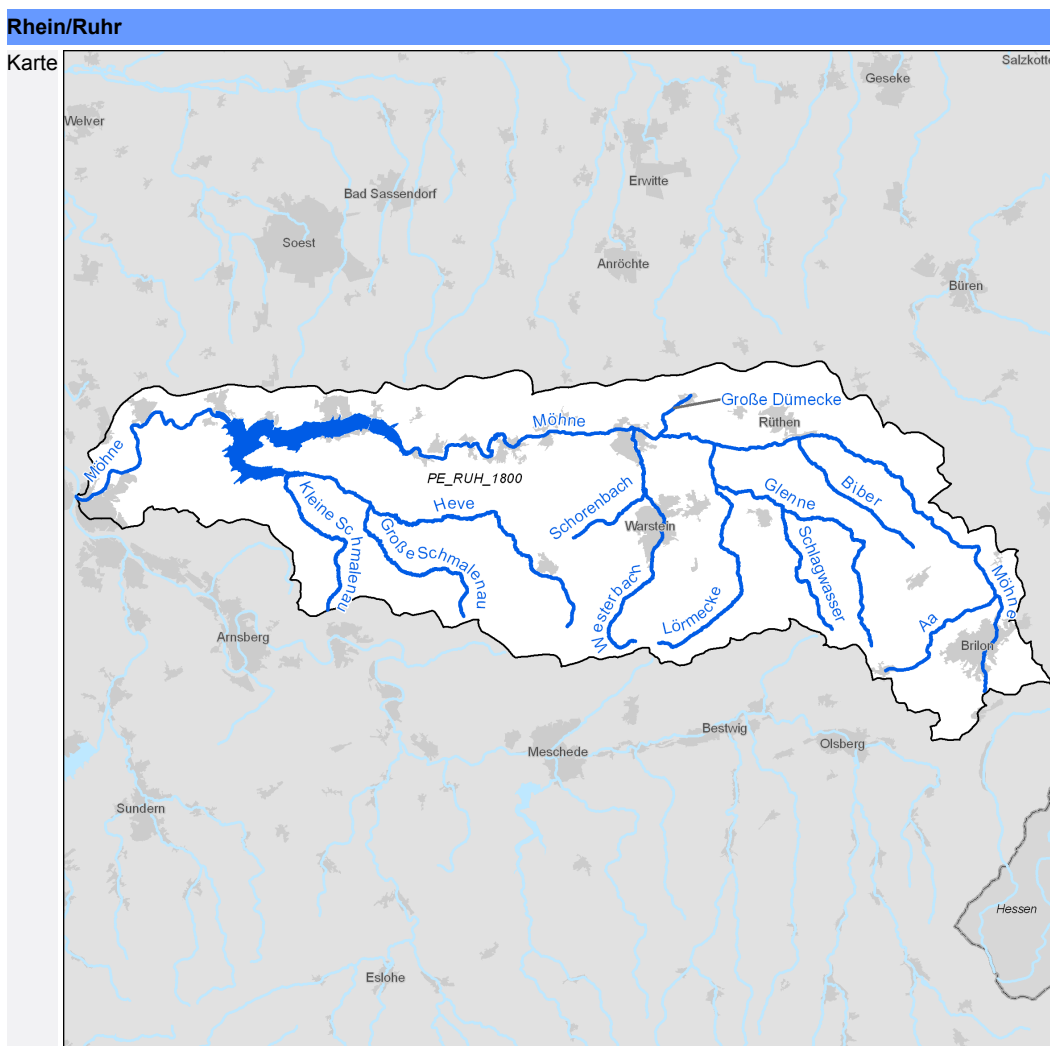 Rhein/Ruhr
Karte
Salzkotte
Geseke
Welver
Erwitte
Bad Sassendorf
Soest
Anröchte
Büren
Große Dümecke
Möhne
Rüthen
Möhne
PE_RUH_1800
Biber
Glenne
Kleine Schmalenau
Heve
Schorenbach
Große Schmalenau
Warstein
Schlagwasser
Möhne
Westerbach
Lörmecke
Aa
Arnsberg
Brilon
Bestwig
Olsberg
Meschede
Sundern
Hessen
Eslohe